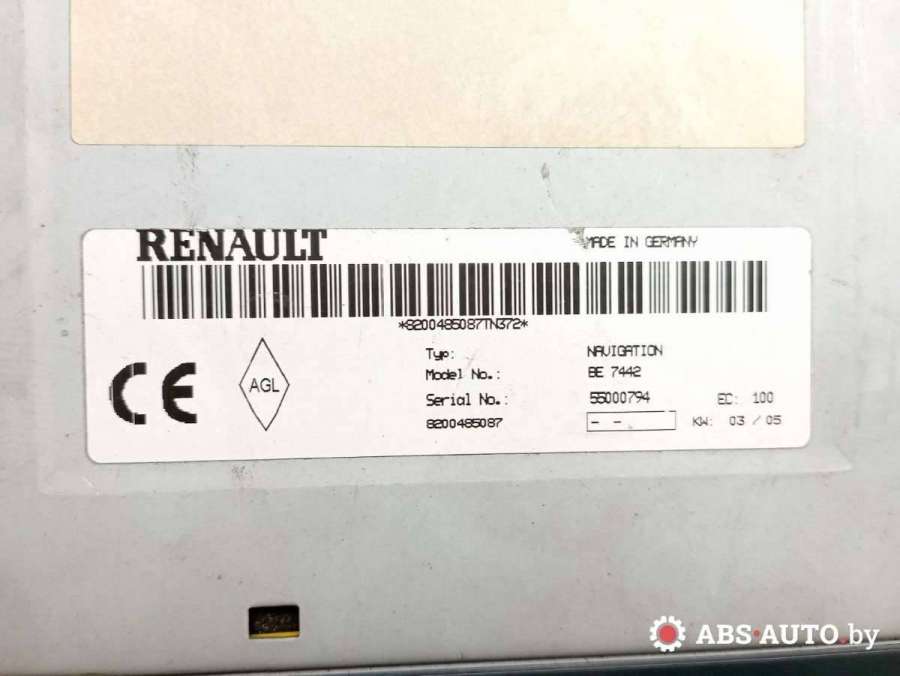 RENAULT
MADE IN GERMANY
*8200485087TN372*
Typ: NAVIGATION
Model No.: BE 7442
Serial No.: 55000794 EC: 100
8200485087 - - KW: 03 / 05
CE
AGL
ABS-AUTO.by